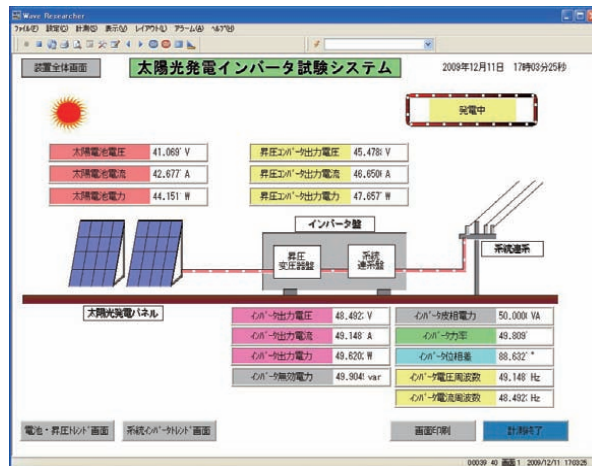 Wave Researcher
ファイル(F) 設定(C) 計測(S) 表示(V) レイアウト(L) アラーム(A) ヘルプ(H)
装置全体画面
太陽光発電インバータ試験システム
2009年12月11日 17時03分25秒
発電中
太陽電池電圧 41.069 V
太陽電池電流 42.677 A
太陽電池電力 44.151 W
昇圧コンバータ出力電圧 45.478 V
昇圧コンバータ出力電流 46.650 A
昇圧コンバータ出力電力 47.657 W
インバータ盤
昇圧
変圧器盤
系統
連系盤
系統連系
太陽光発電パネル
インバータ出力電圧 48.492 V
インバータ出力電流 49.148 A
インバータ出力電力 49.620 W
インバータ無効電力 49.904 var
インバータ皮相電力 50.000 VA
インバータ力率 49.809
インバータ位相差 88.632 °
インバータ電圧周波数 49.148 Hz
インバータ電流周波数 48.492 Hz
電池・昇圧トレンド画面
系統インバータトレンド画面
画面印刷
計測終了
00039 40 画面1 2009/12/11 170325